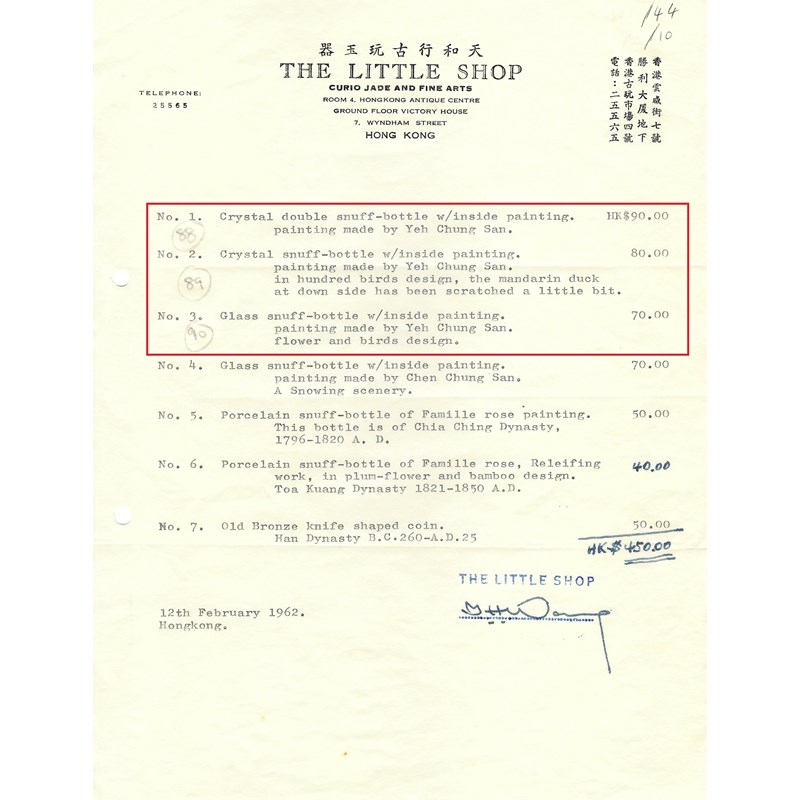 144
/10
天和行古玩玉器
THE LITTLE SHOP
CURIO JADE AND FINE ARTS
ROOM 4, HONGKONG ANTIQUE CENTRE
GROUND FLOOR VICTORY HOUSE
7, WYNDHAM STREET
HONG KONG
TELEPHONE:
25565
香港雲咸街七號
勝利大廈地下
香港古玩市場四號
電話：二五五六五
No. 1. Crystal double snuff-bottle w/inside painting. HK$90.00
painting made by Yeh Chung San.
88
No. 2. Crystal snuff-bottle w/inside painting. 80.00
painting made by Yeh Chung San.
in hundred birds design, the mandarin duck
at down side has been scratched a little bit.
89
No. 3. Glass snuff-bottle w/inside painting. 70.00
painting made by Yeh Chung San.
flower and birds design.
90
No. 4. Glass snuff-bottle w/inside painting. 70.00
painting made by Chen Chung San.
A Snowing scenery.
No. 5. Porcelain snuff-bottle of Famille rose painting. 50.00
This bottle is of Chia Ching Dynasty,
1796-1820 A. D.
No. 6. Porcelain snuff-bottle of Famille rose, Releifing 40.00
work, in plum-flower and bamboo design.
Toa Kuang Dynasty 1821-1850 A.D.
No. 7. Old Bronze knife shaped coin. 50.00
Han Dynasty B.C.260-A.D.25
HK$450.00
THE LITTLE SHOP
12th February 1962.
Hongkong.